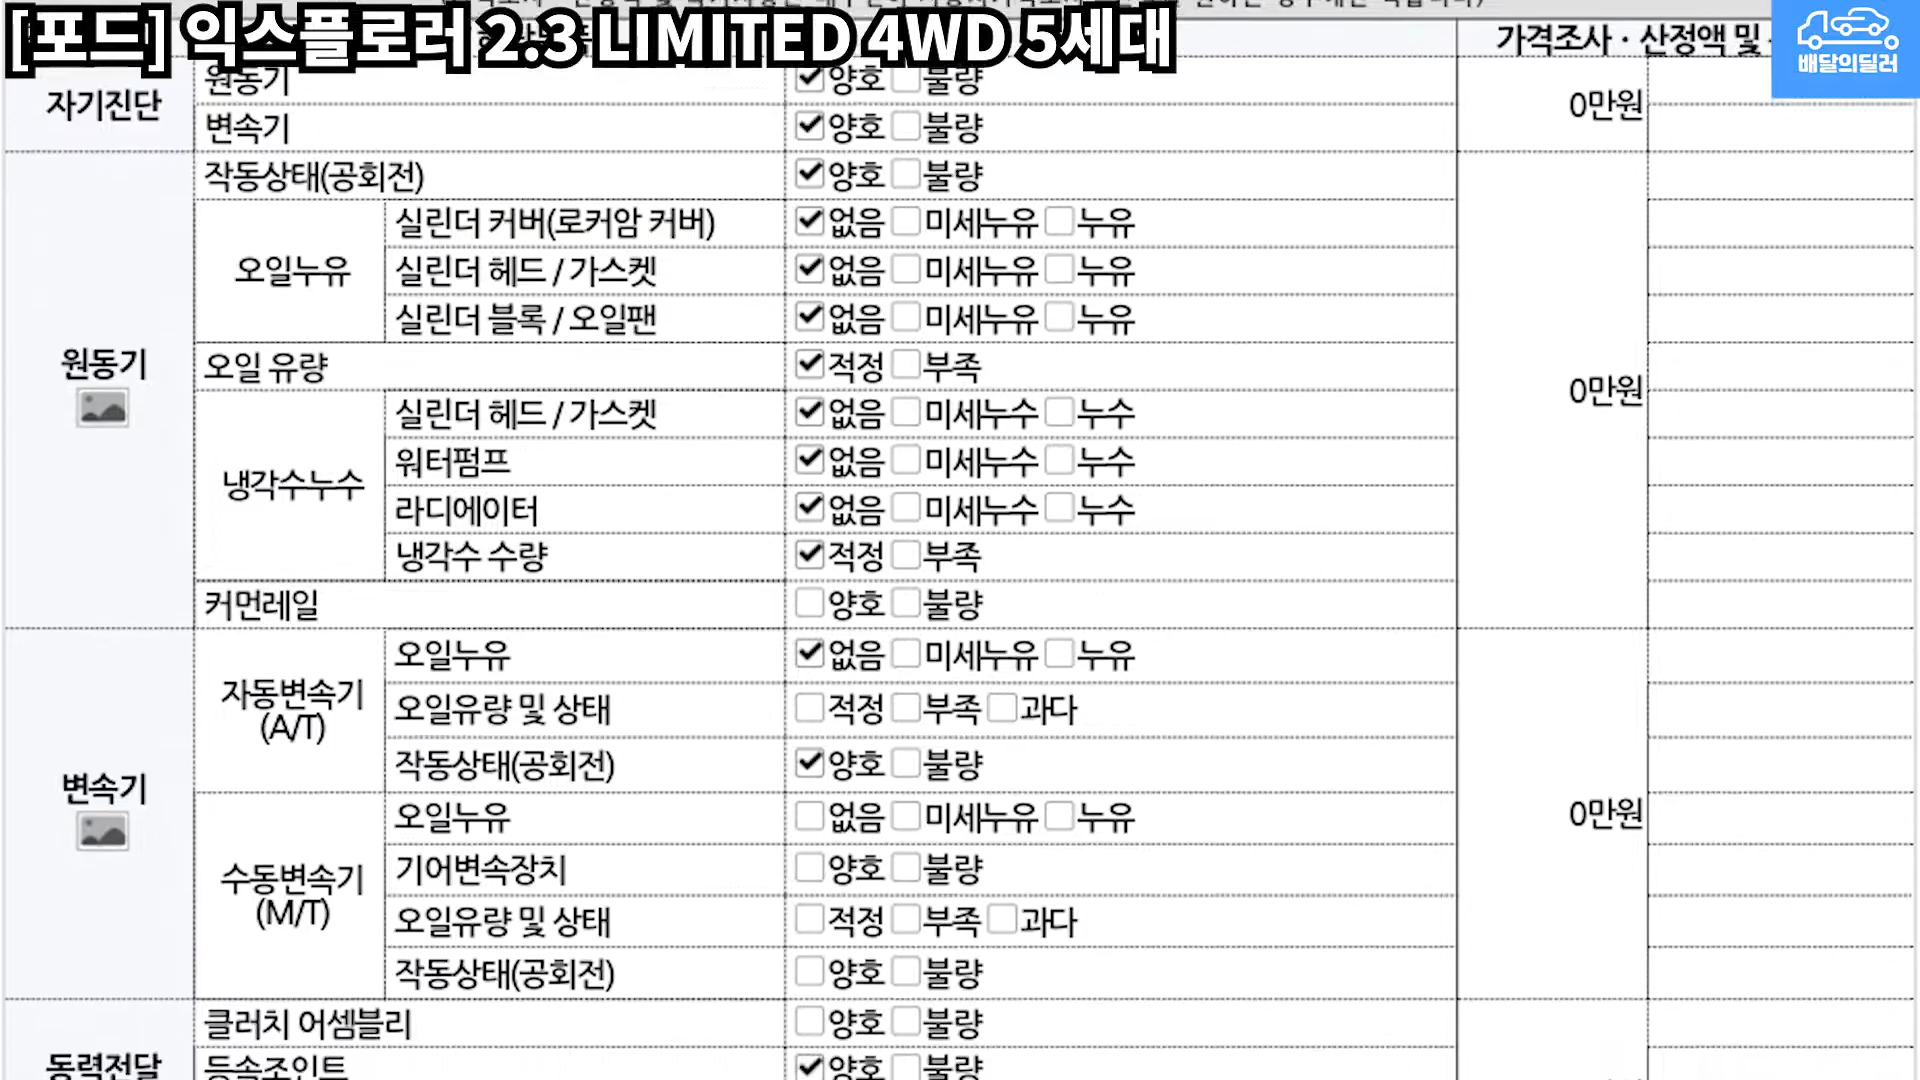 [포드] 익스플로러 2.3 LIMITED 4WD 5세대
가격조사 · 산정액 및
배달의딜러
자기진단
원동기 ✔양호 불량
0만원
변속기 ✔양호 불량
작동상태(공회전) ✔양호 불량
원동기
오일누유
실린더 커버(로커암 커버) ✔없음 미세누유 누유
실린더 헤드 / 가스켓 ✔없음 미세누유 누유
실린더 블록 / 오일팬 ✔없음 미세누유 누유
오일 유량 ✔적정 부족
0만원
냉각수누수
실린더 헤드 / 가스켓 ✔없음 미세누수 누수
워터펌프 ✔없음 미세누수 누수
라디에이터 ✔없음 미세누수 누수
냉각수 수량 ✔적정 부족
커먼레일 양호 불량
변속기
자동변속기
(A/T)
오일누유 ✔없음 미세누유 누유
오일유량 및 상태 적정 부족 과다
작동상태(공회전) ✔양호 불량
0만원
수동변속기
(M/T)
오일누유 없음 미세누유 누유
기어변속장치 양호 불량
오일유량 및 상태 적정 부족 과다
작동상태(공회전) 양호 불량
동력전달
클러치 어셈블리 양호 불량
등속조인트 ✔양호 불량